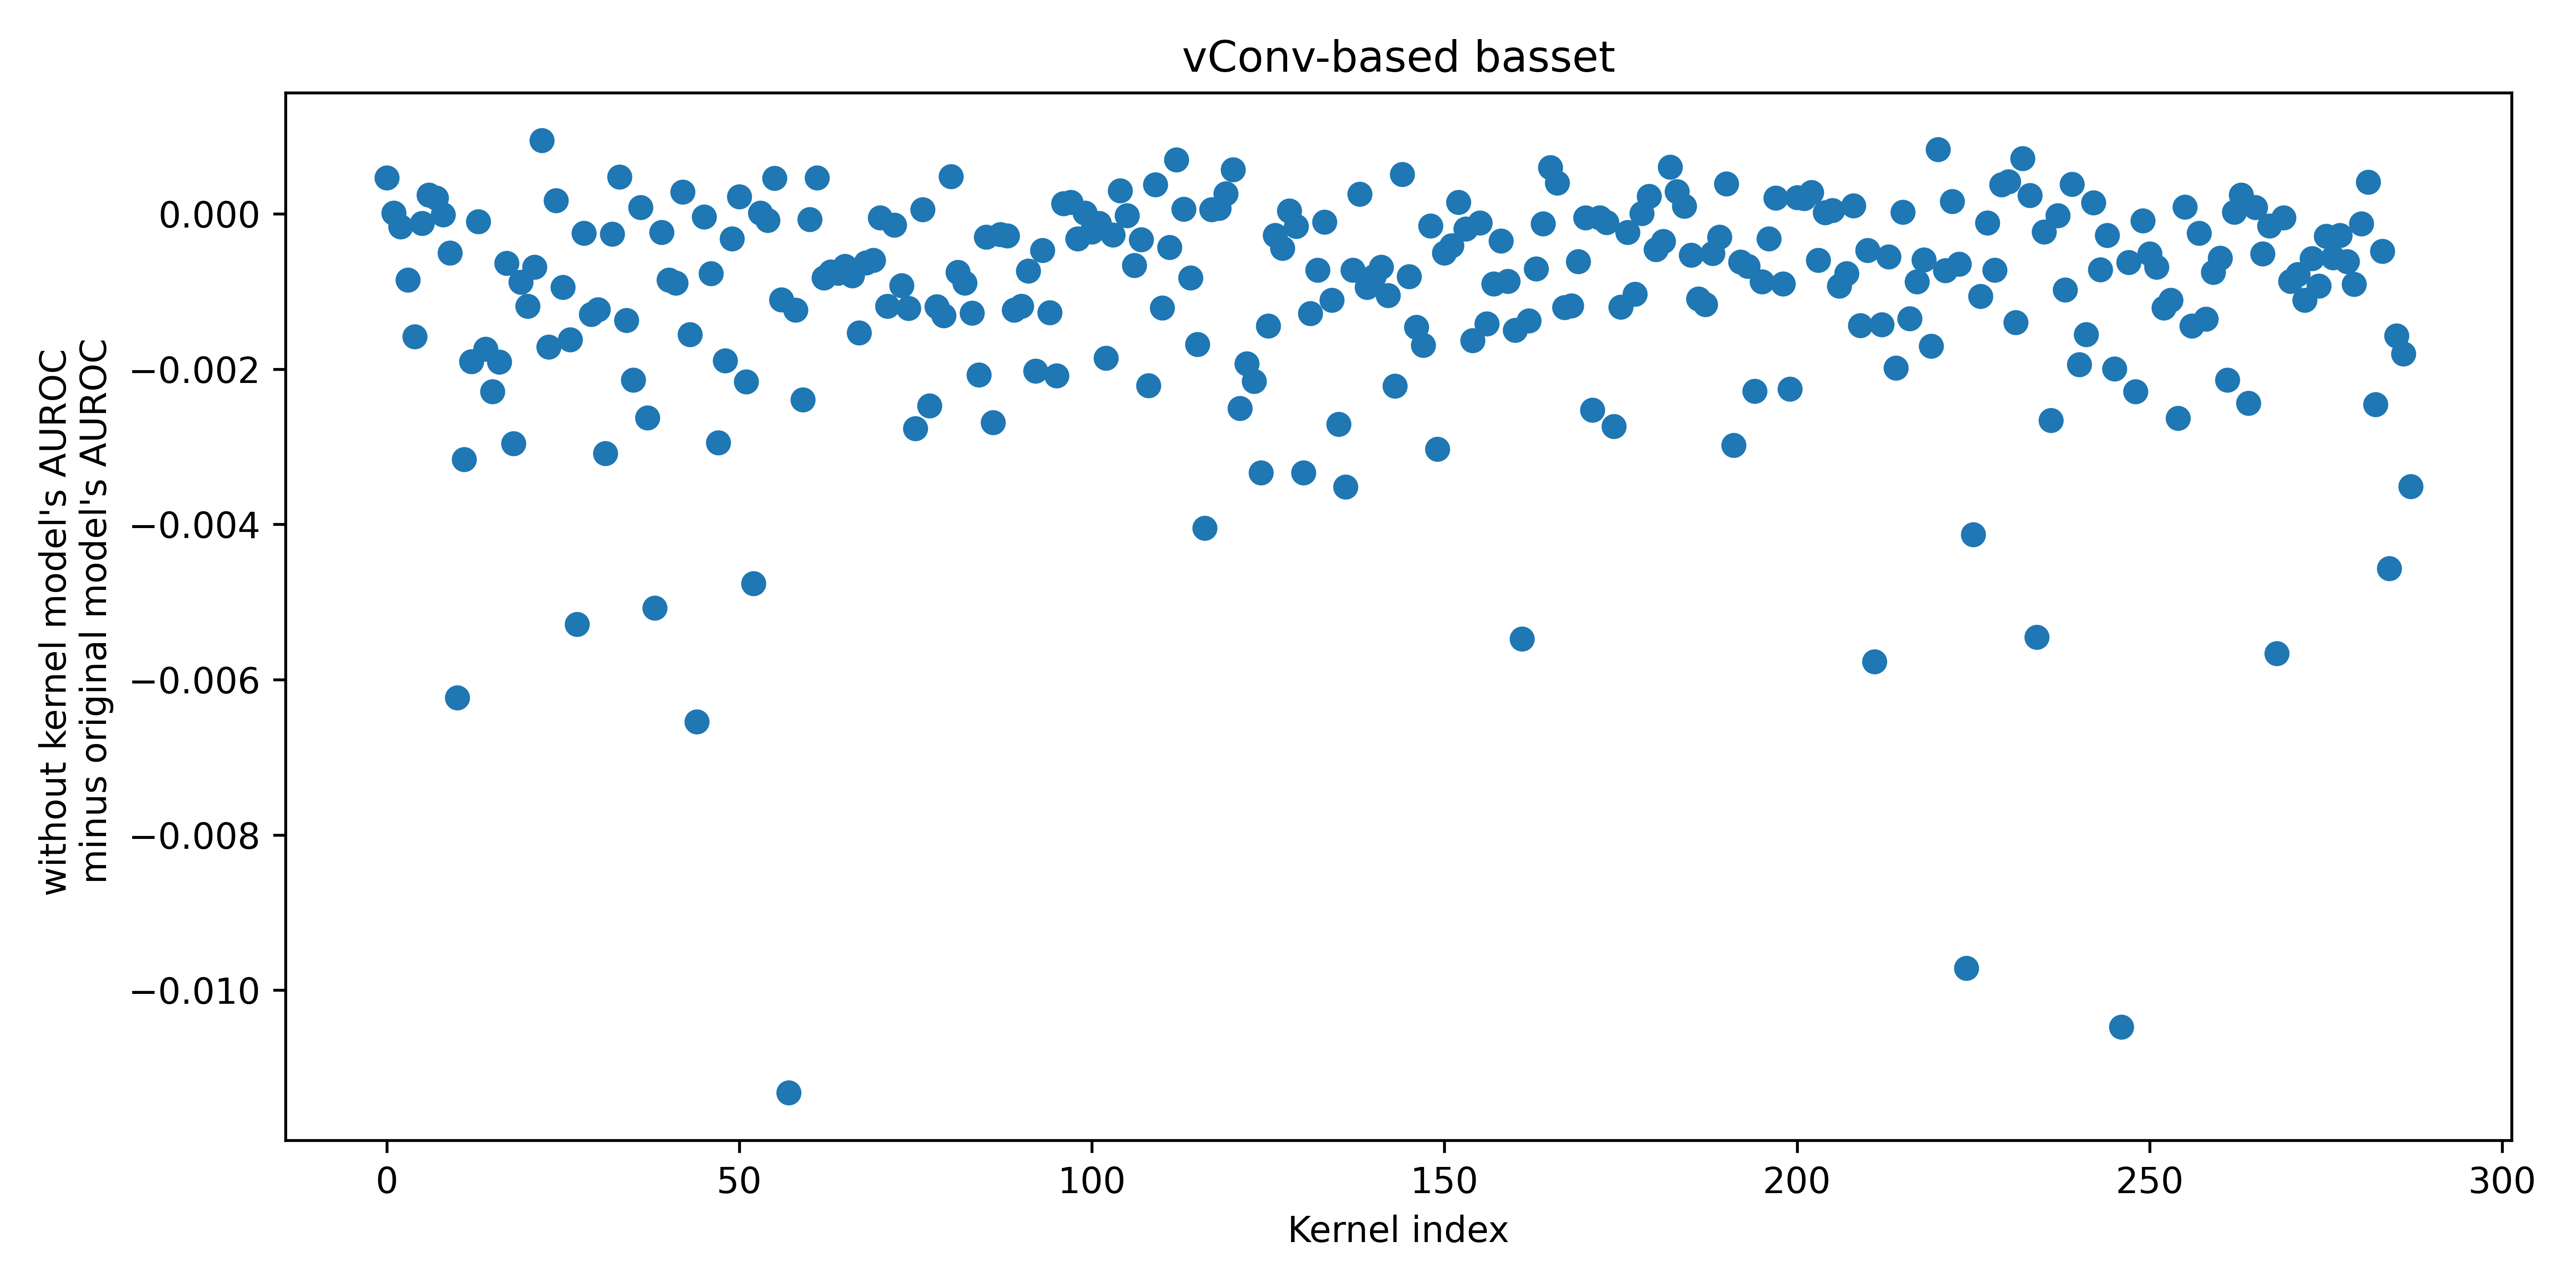 vConv-based basset
without kernel model's AUROC
minus original model's AUROC
0.000
−0.002
−0.004
−0.006
−0.008
−0.010
0 50 100 150 200 250 300
Kernel index